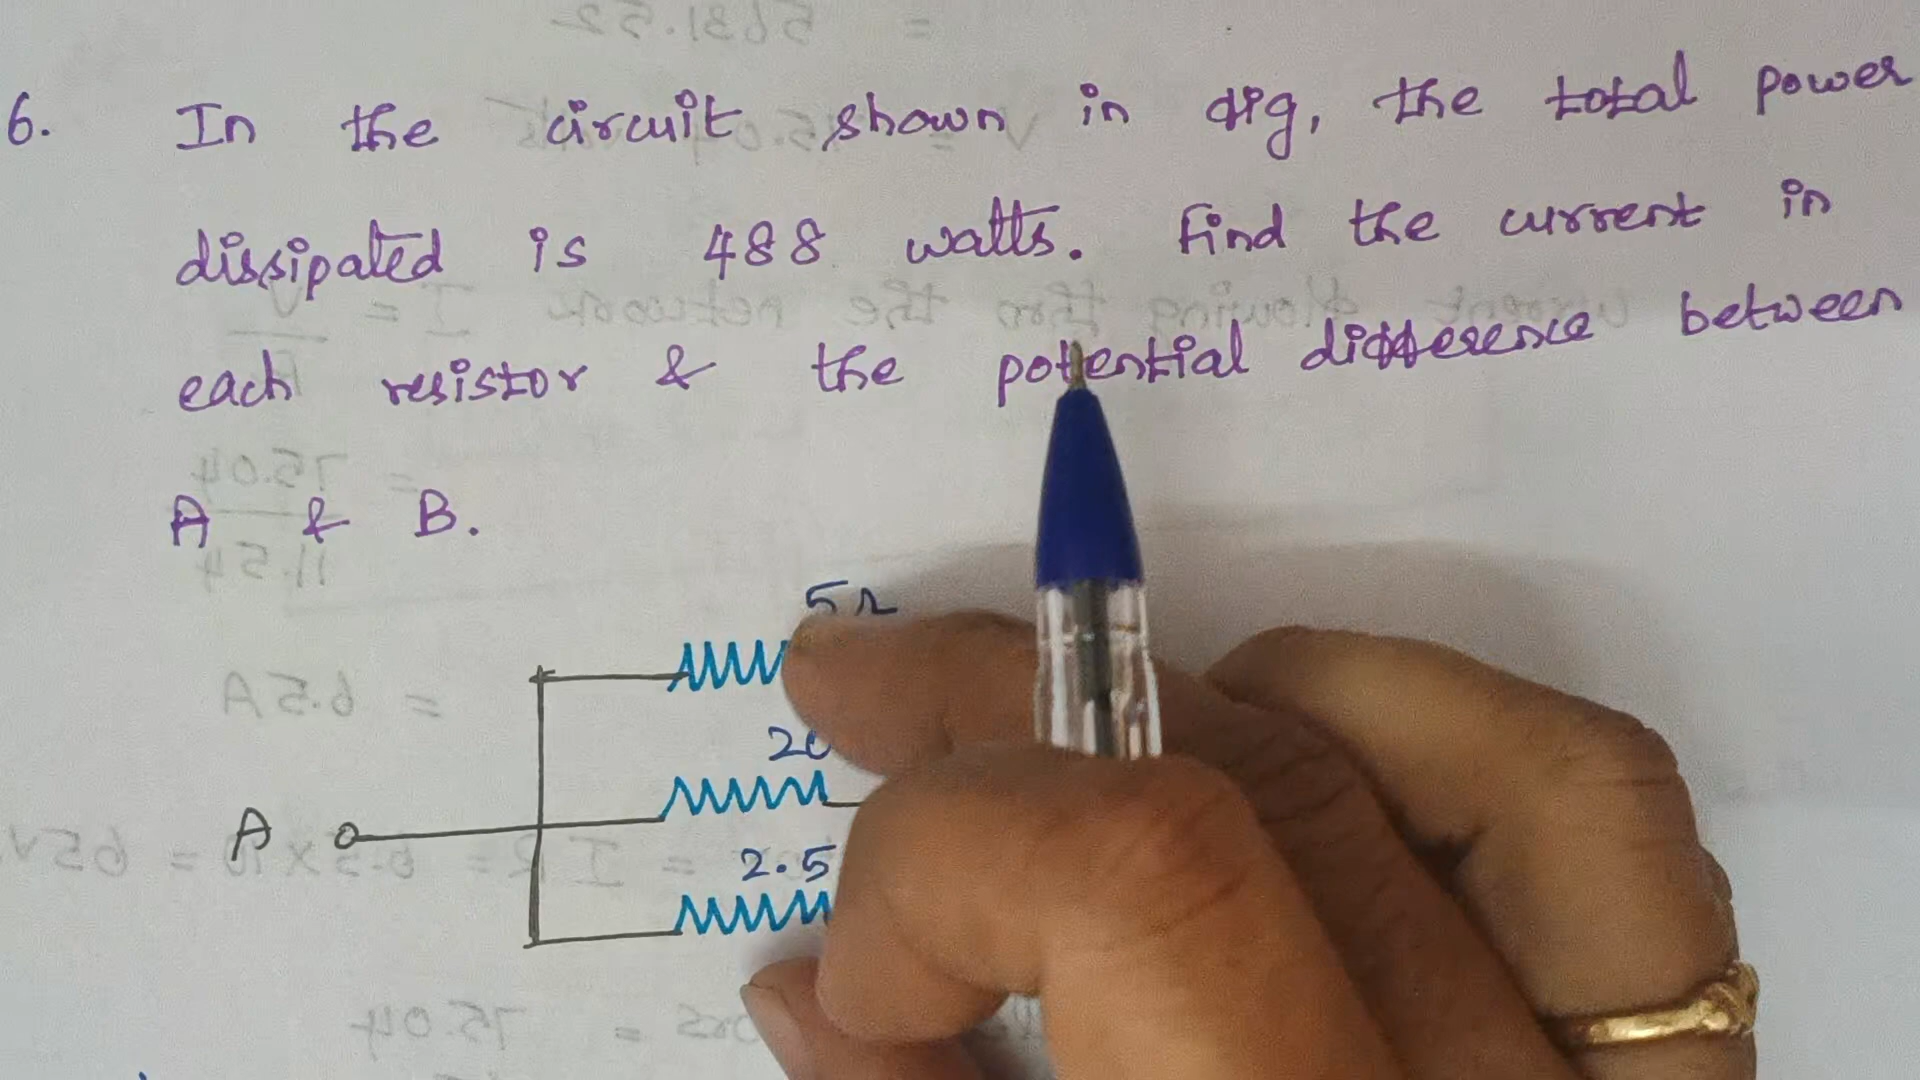 6. In the circuit shown in fig, the total power
dissipated is 488 watts. Find the current in
each resistor & the potential difference between
A & B.
5Ω
20
2.5
A